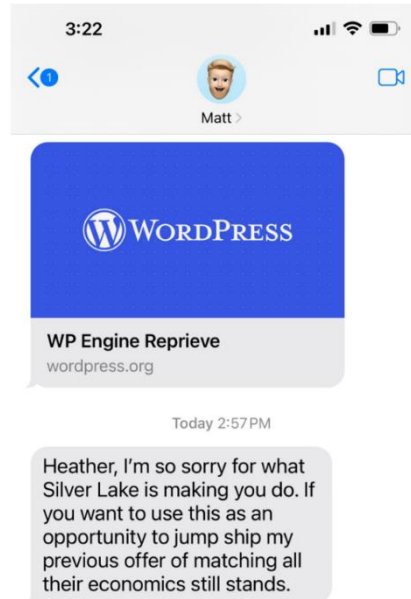 3:22
1
Matt
WORDPRESS
WP Engine Reprieve
wordpress.org
Today 2:57 PM
Heather, I'm so sorry for what
Silver Lake is making you do. If
you want to use this as an
opportunity to jump ship my
previous offer of matching all
their economics still stands.